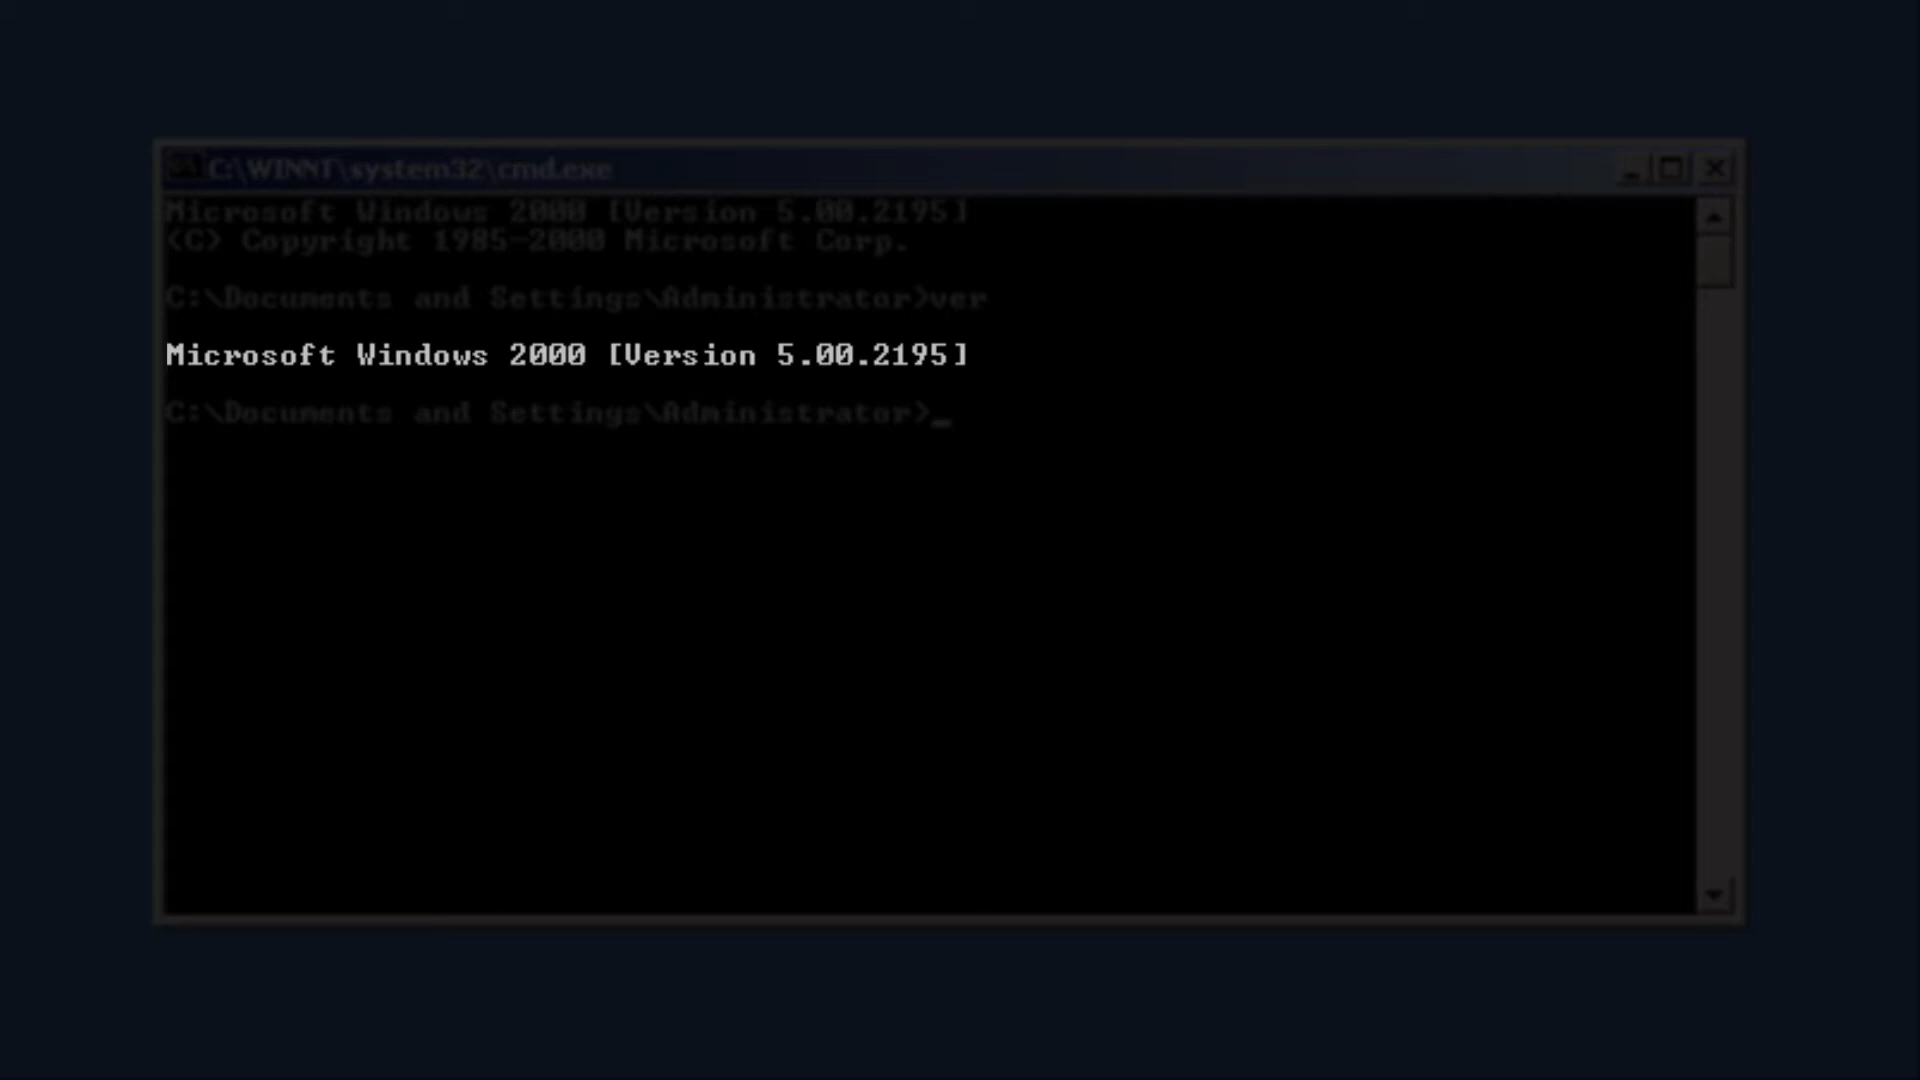 C:\WINNT\system32\cmd.exe
Microsoft Windows 2000 [Version 5.00.2195]
(C) Copyright 1985-2000 Microsoft Corp.
C:\Documents and Settings\Administrator>ver
Microsoft Windows 2000 [Version 5.00.2195]
C:\Documents and Settings\Administrator>_